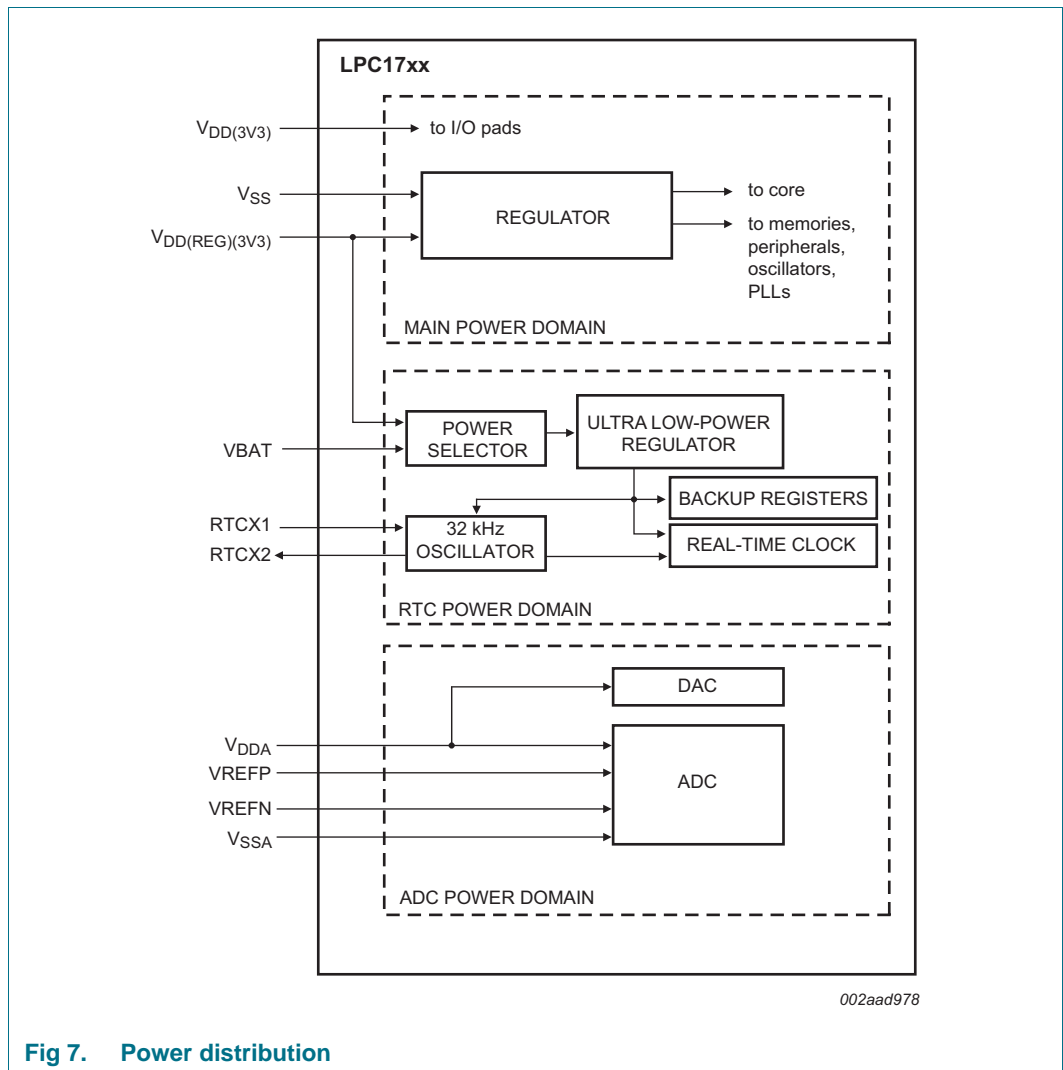 LPC17xx
VDD(3V3)
to I/O pads
VSS
REGULATOR
to core
VDD(REG)(3V3)
to memories,
peripherals,
oscillators,
PLLs
MAIN POWER DOMAIN
POWER
SELECTOR
ULTRA LOW-POWER
REGULATOR
VBAT
BACKUP REGISTERS
RTCX1
32 kHz
OSCILLATOR
REAL-TIME CLOCK
RTCX2
RTC POWER DOMAIN
DAC
VDDA
VREFP
ADC
VREFN
VSSA
ADC POWER DOMAIN
002aad978
Fig 7. Power distribution